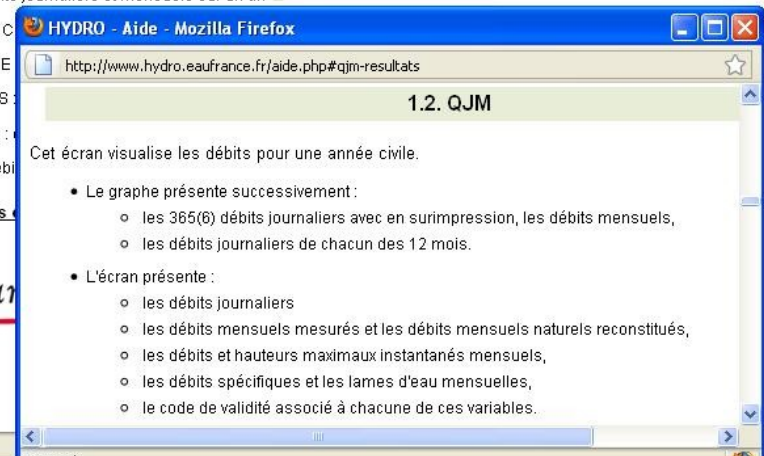 HYDRO - Aide - Mozilla Firefox
http://www.hydro.eaufrance.fr/aide.php#qjm-resultats
1.2. QJM
Cet écran visualise les débits pour une année civile.
• Le graphe présente successivement :
les 365(6) débits journaliers avec en surimpression, les débits mensuels,
les débits journaliers de chacun des 12 mois.
• L'écran présente :
les débits journaliers
les débits mensuels mesurés et les débits mensuels naturels reconstitués,
les débits et hauteurs maximaux instantanés mensuels,
les débits spécifiques et les lames d'eau mensuelles,
le code de validité associé à chacune de ces variables.